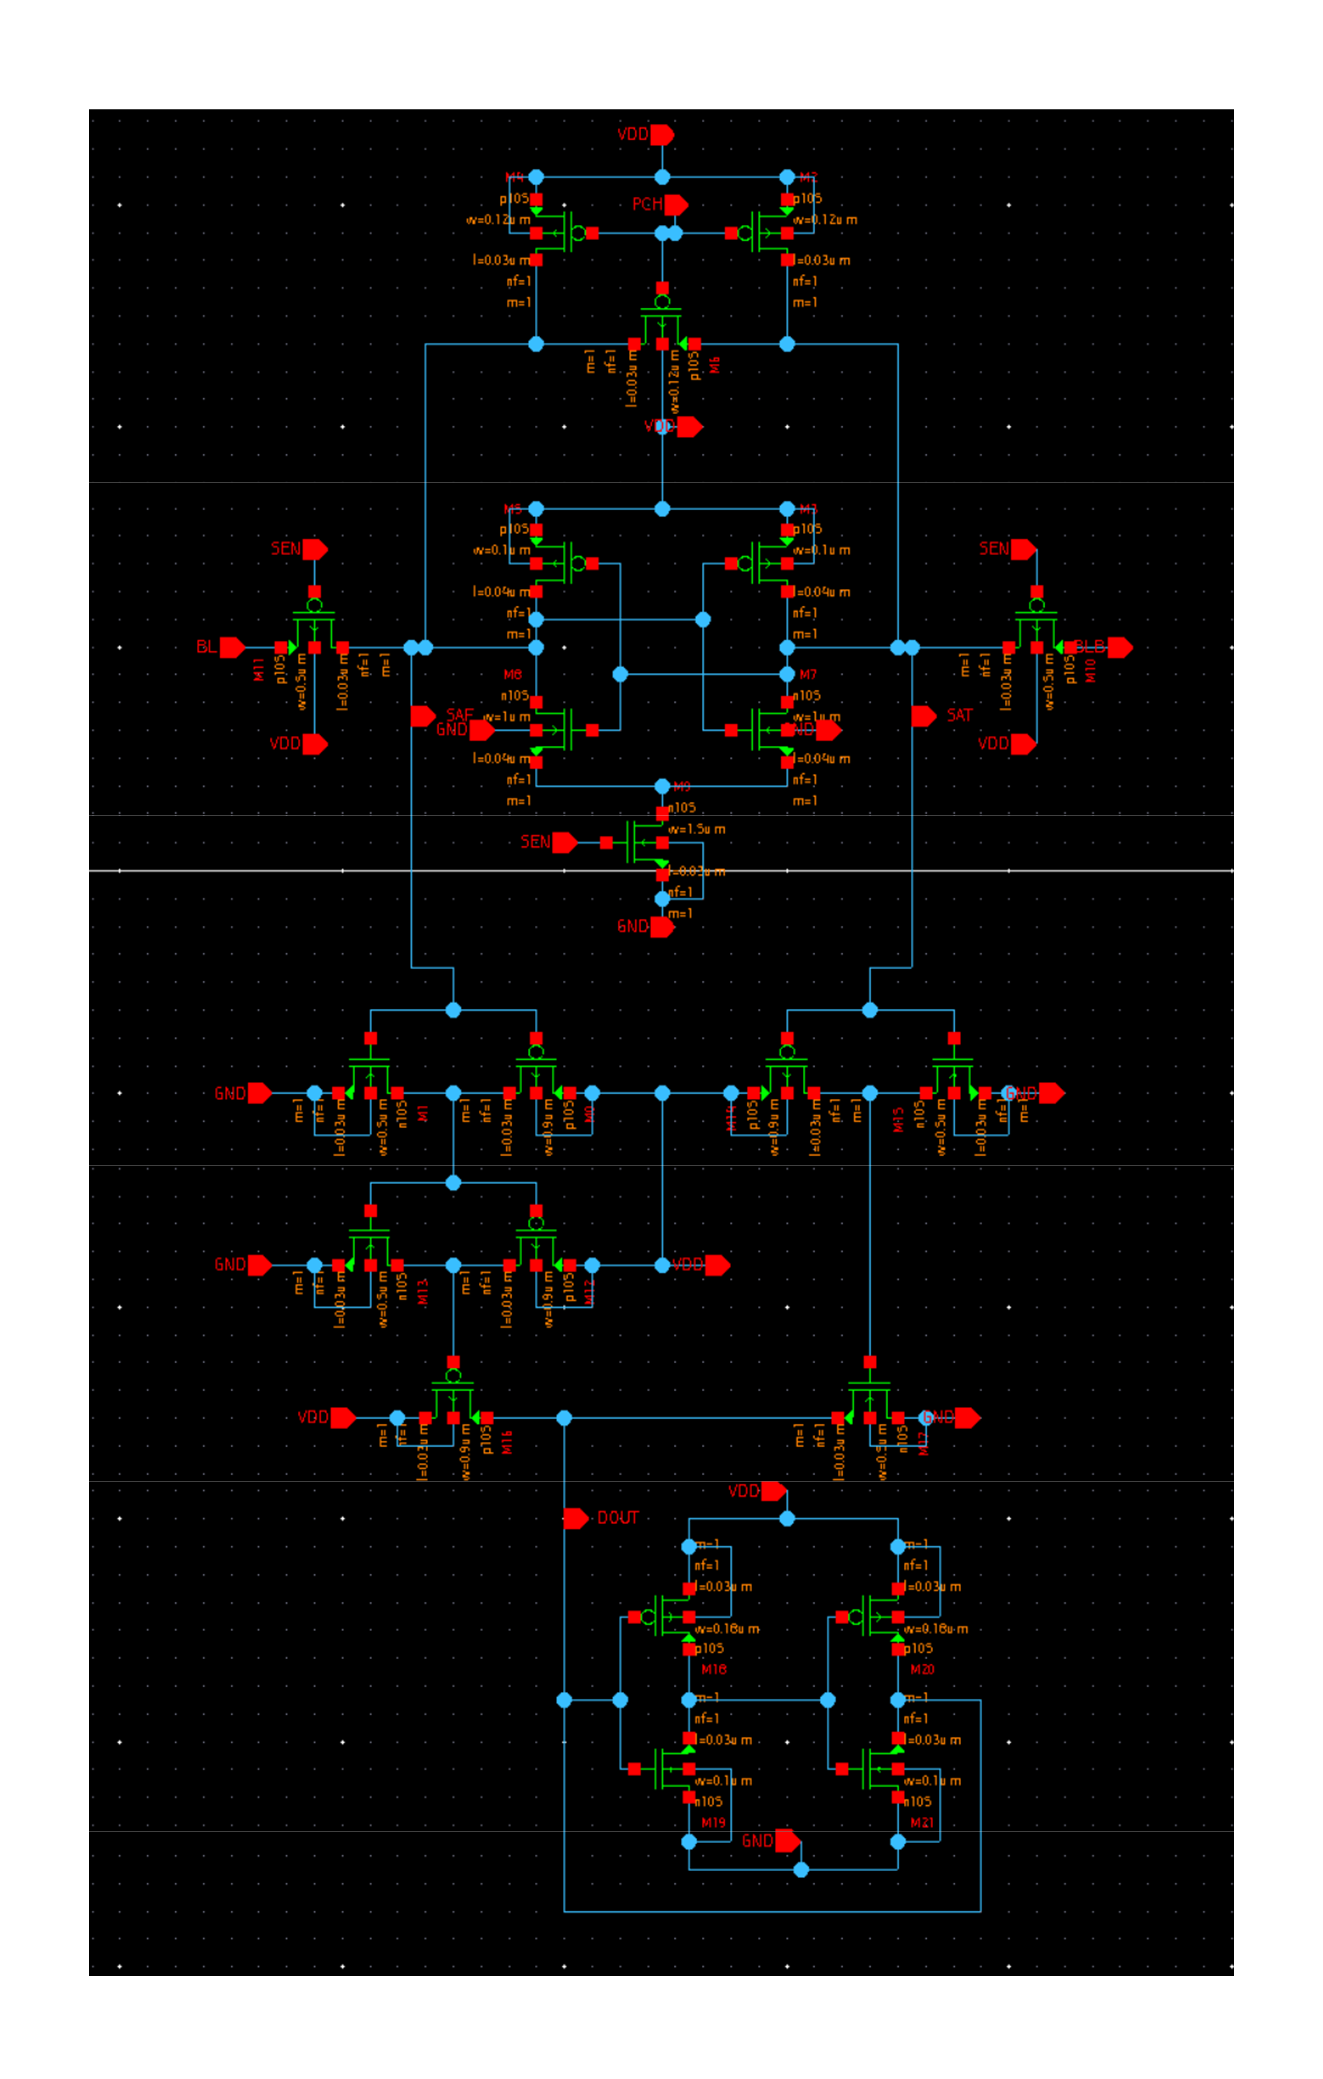 VDD
M4 M2
p105 p105
PCH
w=0.12u m w=0.12u m
l=0.03u m l=0.03u m
nf=1 nf=1
m=1 m=1
m=1 nf=1 l=0.03u m w=0.12u m p105 M6
VDD
M5 M3
p105 p105
SEN w=0.1u m w=0.1u m SEN
l=0.04u m l=0.04u m
nf=1 nf=1
m=1 m=1
BL BLB
M11 p105 w=0.5u m l=0.03u m nf=1 m=1
m=1 nf=1 l=0.03u m w=0.5u m p105 M10
M8 M7
n105 n105
SAF w=1u m w=1u m SAT
GND GND
VDD VDD
l=0.04u m l=0.04u m
nf=1 nf=1
m=1 m=1
M9
n105
w=1.5u m
SEN
l=0.03u m
nf=1
m=1
GND
GND GND
m=1 nf=1 l=0.03u m w=0.5u m n105 M1 m=1 nf=1 l=0.03u m w=0.9u m p105 M0
M14 p105 w=0.9u m l=0.03u m nf=1 m=1 M15 n105 w=0.5u m l=0.03u m nf=1 m=1
GND VDD
m=1 nf=1 l=0.03u m w=0.5u m n105 M13 m=1 nf=1 l=0.03u m w=0.9u m p105 M12
VDD GND
m=1 nf=1 l=0.03u m w=0.9u m p105 M16
m=1 nf=1 l=0.03u m w=0.5u m n105 M17
VDD
DOUT
m=1 m=1
nf=1 nf=1
l=0.03u m l=0.03u m
w=0.18u m w=0.18u m
p105 p105
M18 M20
m=1 m=1
nf=1 nf=1
l=0.03u m l=0.03u m
w=0.1u m w=0.1u m
n105 n105
M19 M21
GND